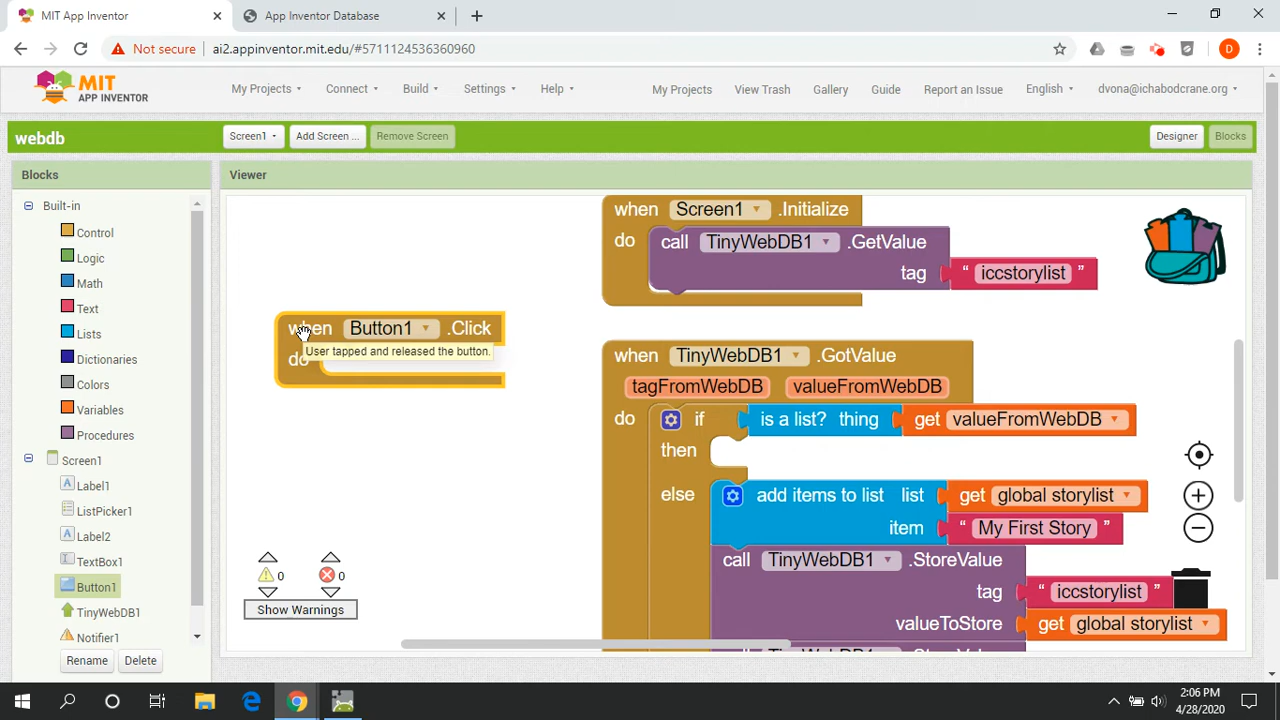 MIT App Inventor
App Inventor Database
Not secure
ai2.appinventor.mit.edu/#5711124536360960
D
MIT
APP INVENTOR
My Projects
Connect
Build
Settings
Help
My Projects
View Trash
Gallery
Guide
Report an Issue
English
dvona@ichabodcrane.org
webdb
Screen1
Add Screen ...
Remove Screen
Designer
Blocks
Blocks
Viewer
Built-in
Control
Logic
Math
Text
Lists
Dictionaries
Colors
Variables
Procedures
Screen1
Label1
ListPicker1
Label2
TextBox1
Button1
TinyWebDB1
Notifier1
Rename
Delete
when Button1 .Click
User tapped and released the button.
do
0
0
Show Warnings
when Screen1 .Initialize
do call TinyWebDB1 .GetValue
tag “ iccstorylist ”
when TinyWebDB1 .GotValue
tagFromWebDB valueFromWebDB
do if is a list? thing get valueFromWebDB
then
else add items to list list get global storylist
item “ My First Story ”
call TinyWebDB1 .StoreValue
tag “ iccstorylist ”
valueToStore get global storylist
2:06 PM
4/28/2020